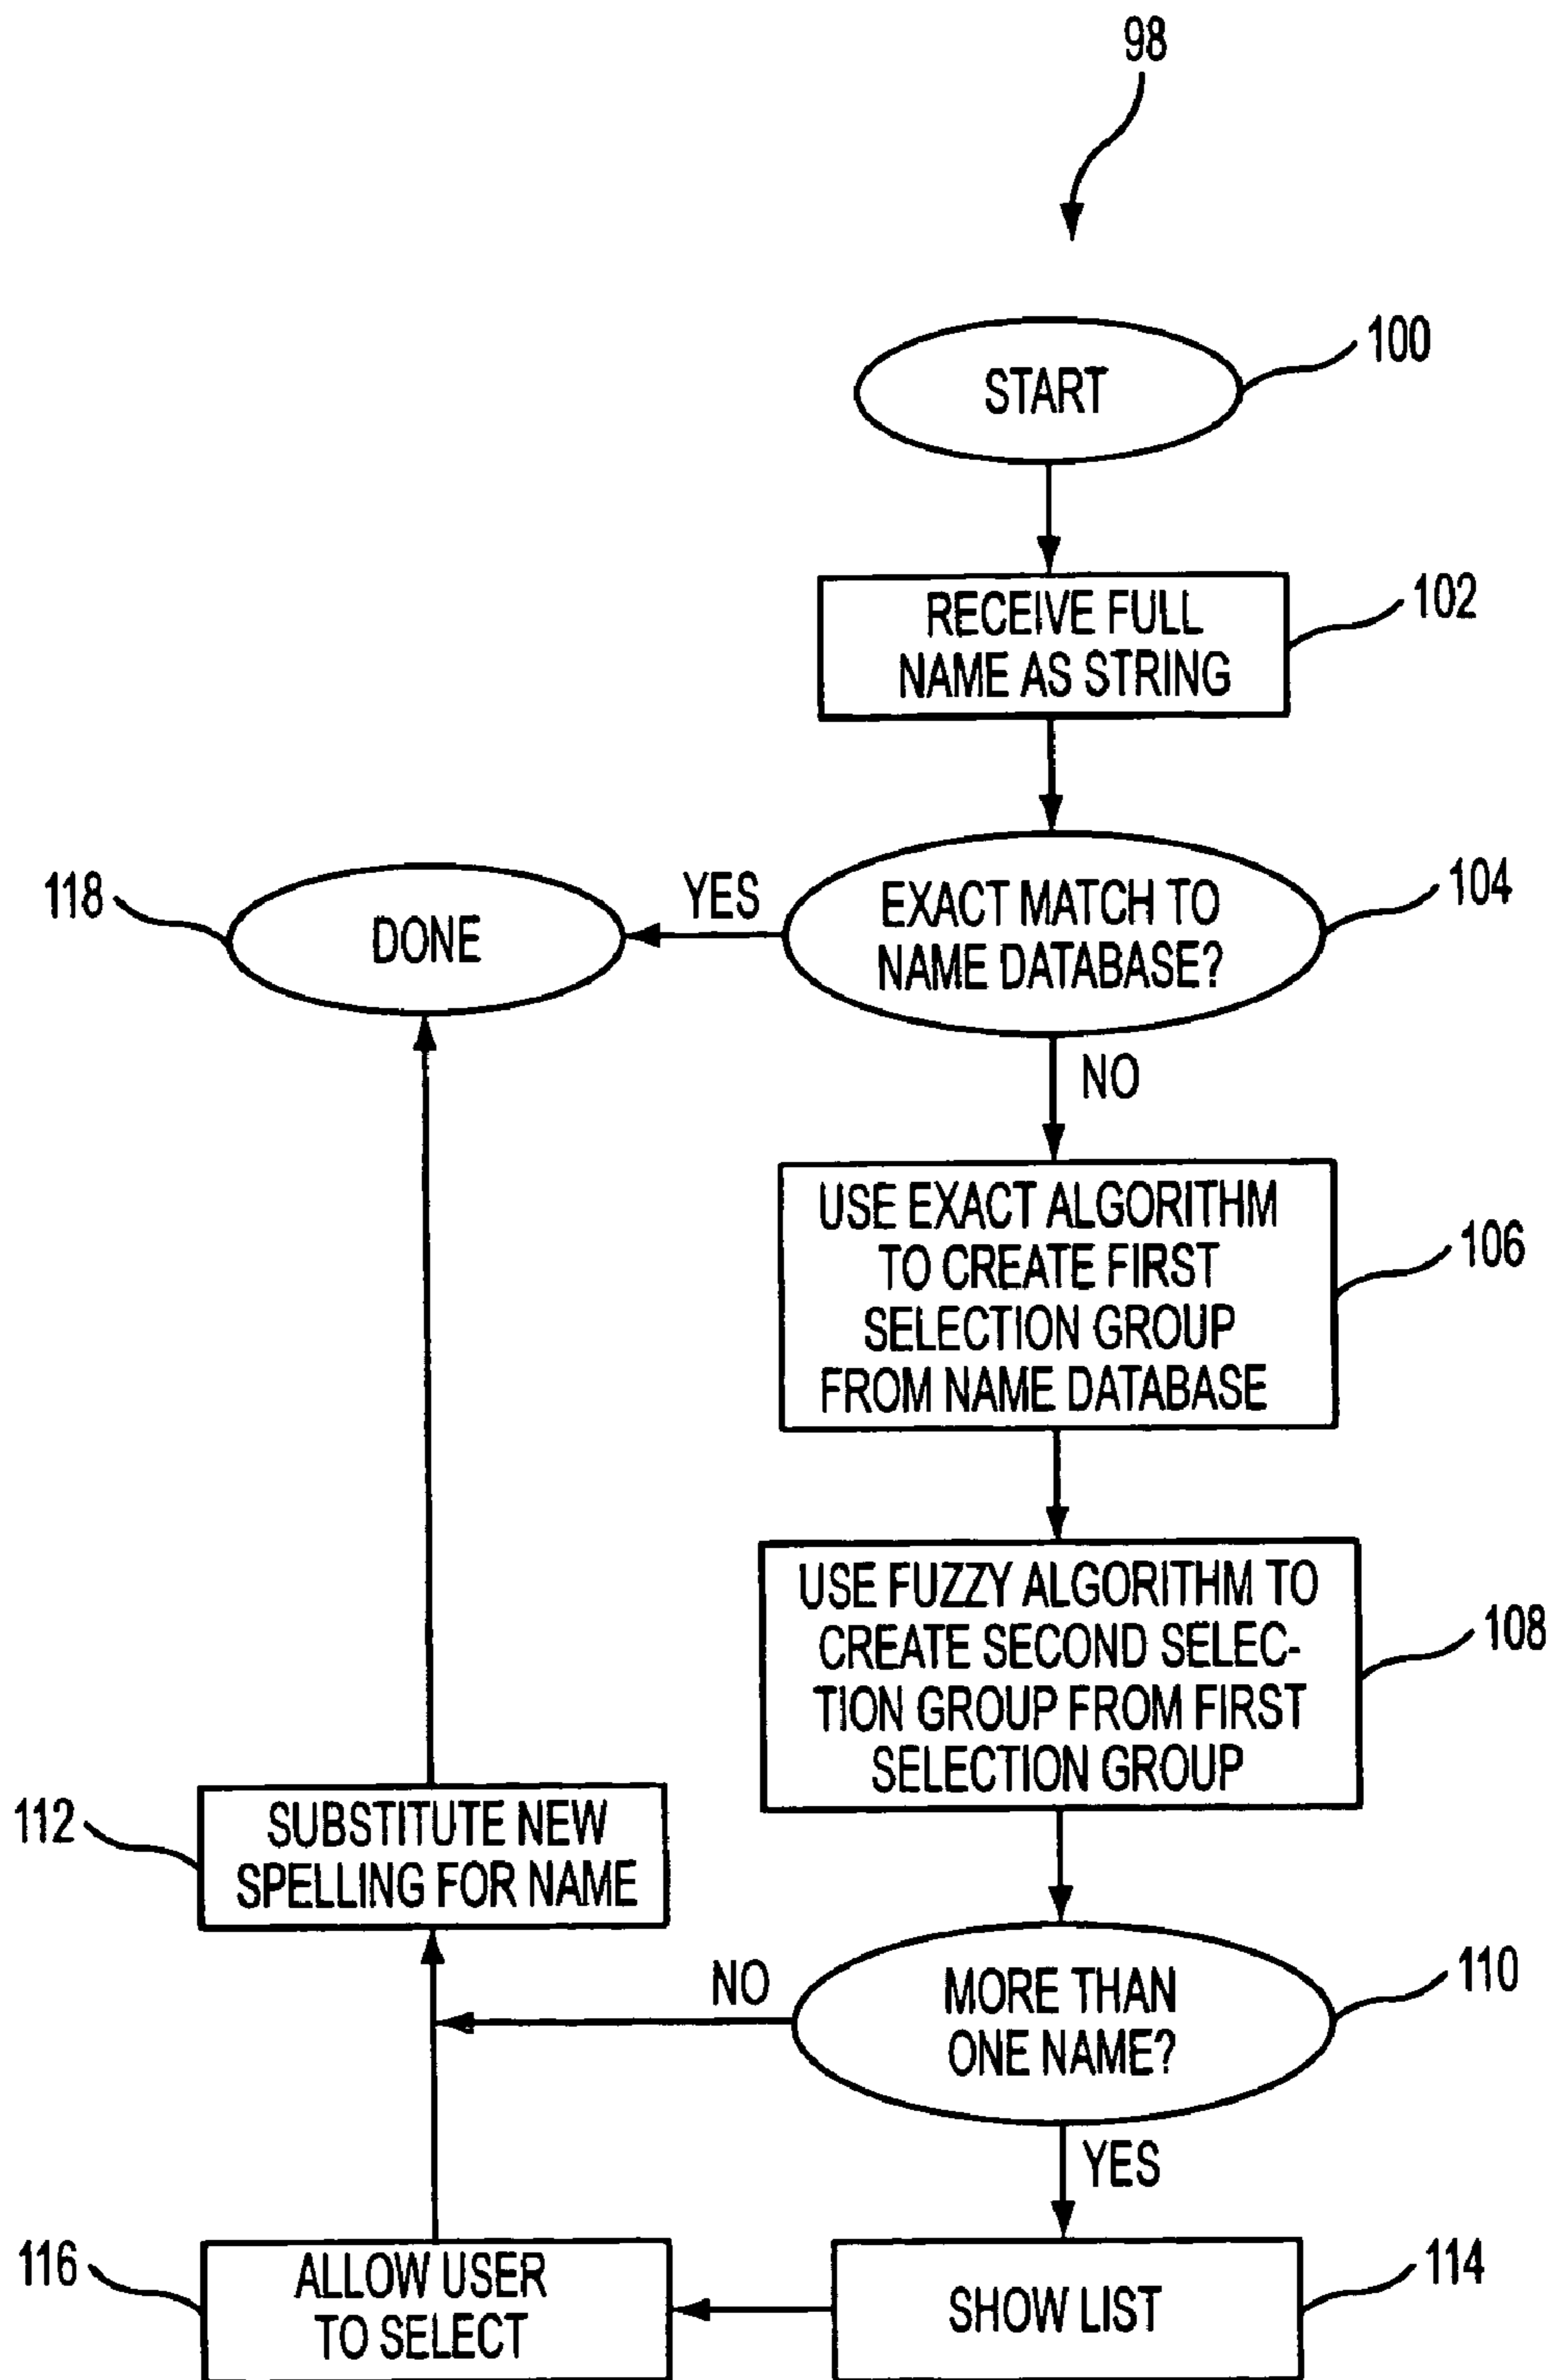 98
START
100
RECEIVE FULL
NAME AS STRING
102
EXACT MATCH TO
NAME DATABASE?
104
YES
DONE
118
NO
USE EXACT ALGORITHM
TO CREATE FIRST
SELECTION GROUP
FROM NAME DATABASE
106
USE FUZZY ALGORITHM TO
CREATE SECOND SELEC-
TION GROUP FROM FIRST
SELECTION GROUP
108
112
SUBSTITUTE NEW
SPELLING FOR NAME
NO
MORE THAN
ONE NAME?
110
YES
116
ALLOW USER
TO SELECT
SHOW LIST
114